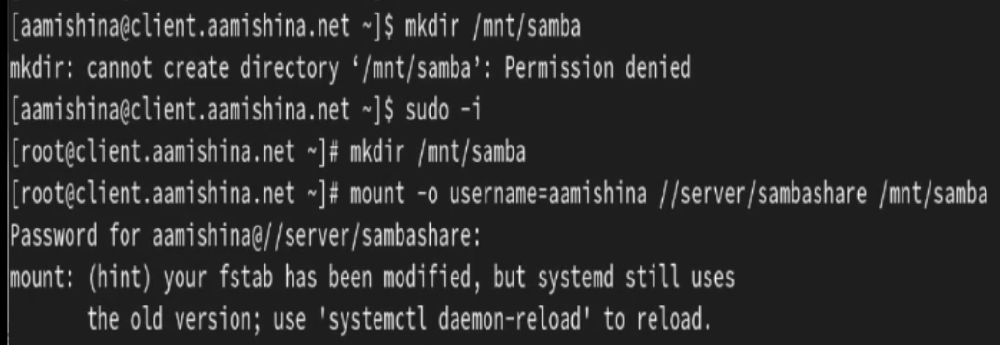 [aamishina@client.aamishina.net ~]$ mkdir /mnt/samba
mkdir: cannot create directory ‘/mnt/samba’: Permission denied
[aamishina@client.aamishina.net ~]$ sudo -i
[root@client.aamishina.net ~]# mkdir /mnt/samba
[root@client.aamishina.net ~]# mount -o username=aamishina //server/sambashare /mnt/samba
Password for aamishina@//server/sambashare:
mount: (hint) your fstab has been modified, but systemd still uses
       the old version; use 'systemctl daemon-reload' to reload.